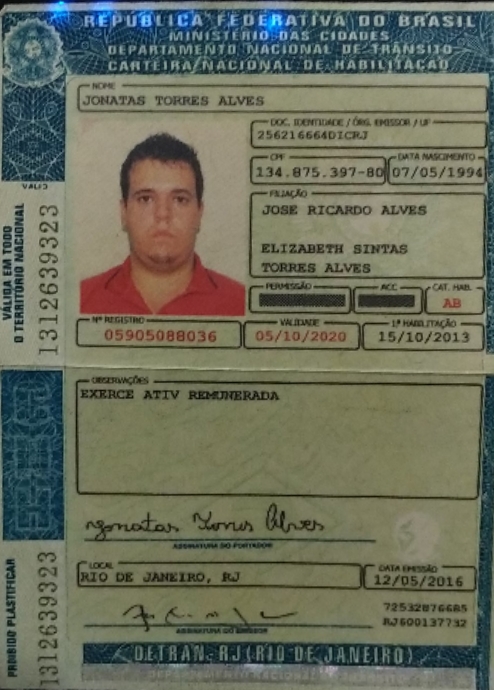 REPÚBLICA FEDERATIVA DO BRASIL
MINISTÉRIO DAS CIDADES
DEPARTAMENTO NACIONAL DE TRÂNSITO
CARTEIRA NACIONAL DE HABILITAÇÃO
NOME
JONATAS TORRES ALVES
DOC. IDENTIDADE / ÓRG. EMISSOR / UF
256216664DICRJ
CPF
DATA NASCIMENTO
134.875.397-80
07/05/1994
FILIAÇÃO
JOSE RICARDO ALVES
ELIZABETH SINTAS
TORRES ALVES
PERMISSÃO
ACC
CAT. HAB.
AB
Nº REGISTRO
VALIDADE
1ª HABILITAÇÃO
05905088036
05/10/2020
15/10/2013
VÁLIDA EM TODO
O TERRITÓRIO NACIONAL
1312639323
OBSERVAÇÕES
EXERCE ATIV REMUNERADA
Jonatas Torres Alves
ASSINATURA DO PORTADOR
LOCAL
DATA EMISSÃO
RIO DE JANEIRO, RJ
12/05/2016
72532876685
RJ600137732
ASSINATURA DO EMISSOR
PROIBIDO PLASTIFICAR
1312639323
DETRAN-RJ (RIO DE JANEIRO)